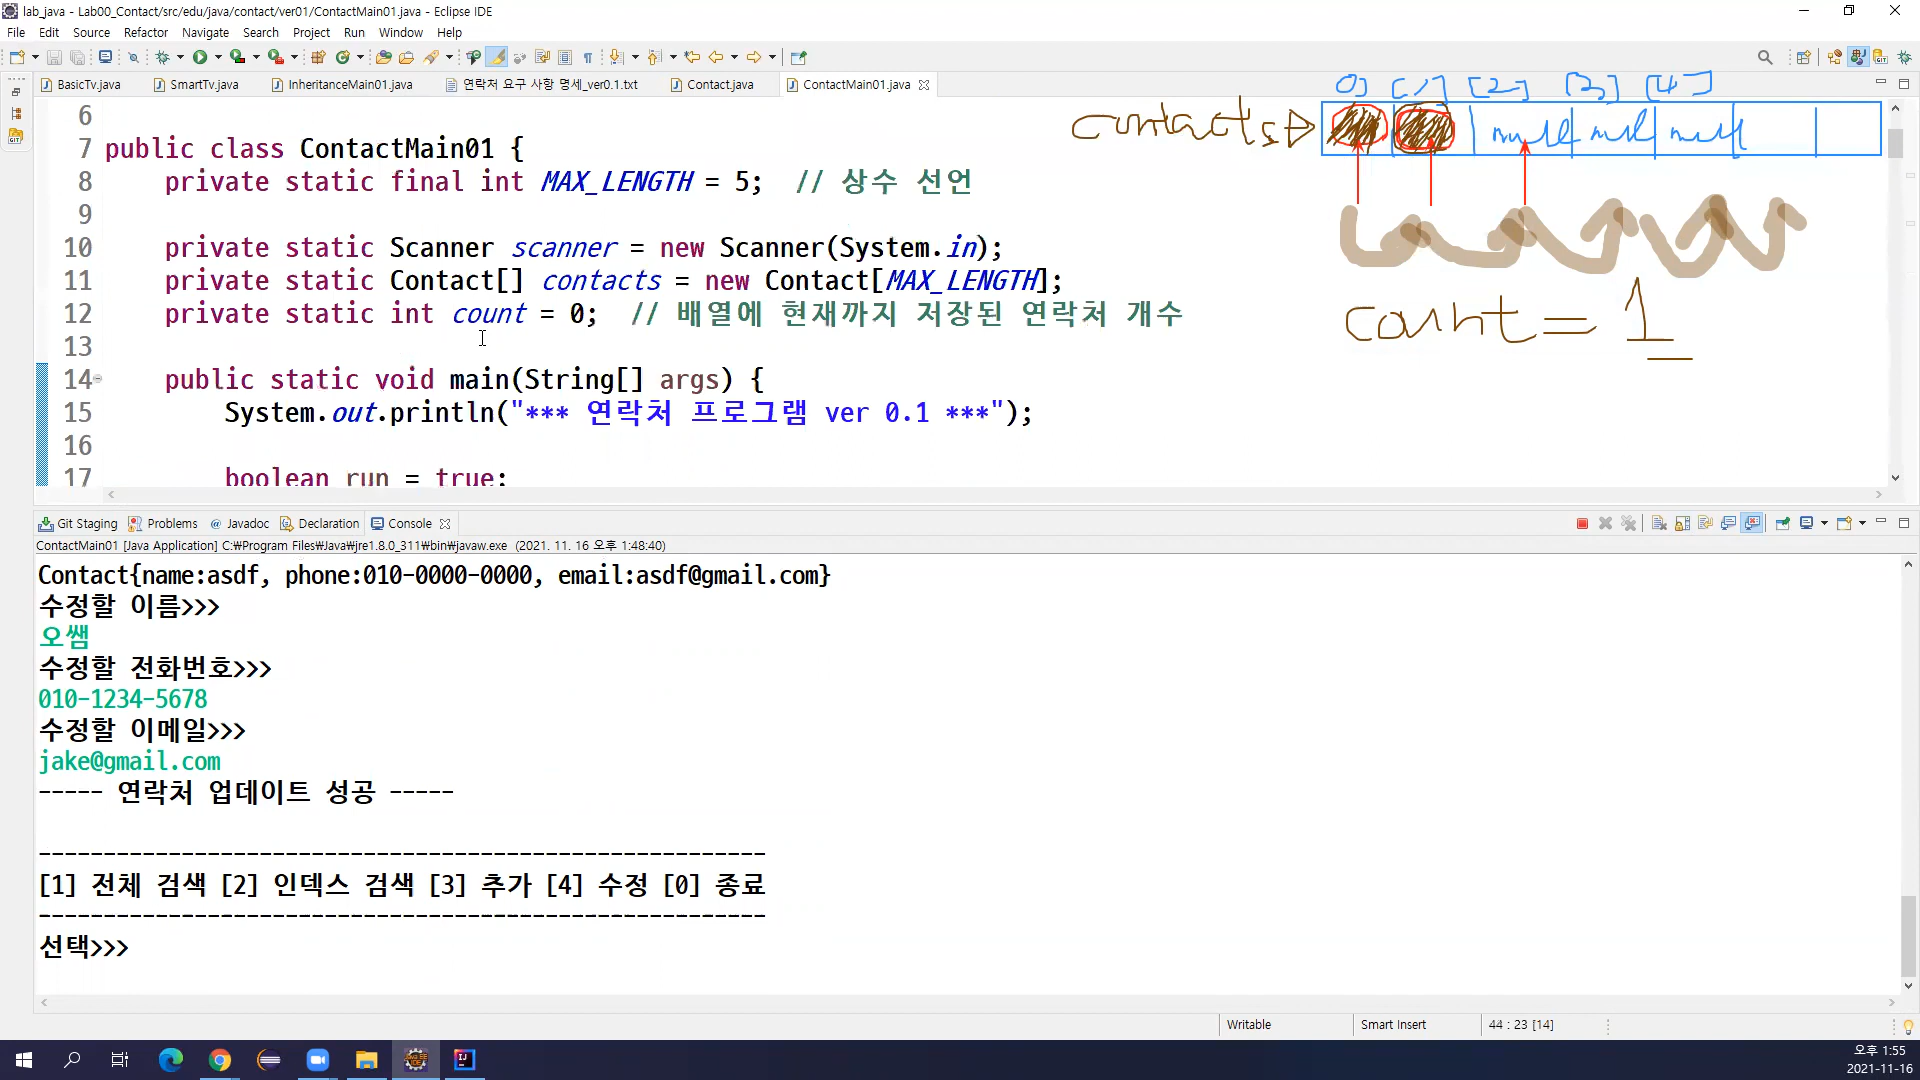 lab_java - Lab00_Contact/src/edu/java/contact/ver01/ContactMain01.java - Eclipse IDE
File Edit Source Refactor Navigate Search Project Run Window Help
BasicTv.java SmartTv.java InheritanceMain01.java 연락처 요구 사항 명세_ver0.1.txt Contact.java ContactMain01.java
0] [1] [2] [3] [4]
contacts
null null null
count = 1
6
7 public class ContactMain01 {
8 private static final int MAX_LENGTH = 5; // 상수 선언
9
10 private static Scanner scanner = new Scanner(System.in);
11 private static Contact[] contacts = new Contact[MAX_LENGTH];
12 private static int count = 0; // 배열에 현재까지 저장된 연락처 개수
13
14 public static void main(String[] args) {
15 System.out.println("*** 연락처 프로그램 ver 0.1 ***");
16
17 boolean run = true;
Git Staging Problems @ Javadoc Declaration Console
ContactMain01 [Java Application] C:₩Program Files₩Java₩jre1.8.0_311₩bin₩javaw.exe (2021. 11. 16 오후 1:48:40)
Contact{name:asdf, phone:010-0000-0000, email:asdf@gmail.com}
수정할 이름>>>
오쌤
수정할 전화번호>>>
010-1234-5678
수정할 이메일>>>
jake@gmail.com
----- 연락처 업데이트 성공 -----
--------------------------------------------------------
[1] 전체 검색 [2] 인덱스 검색 [3] 추가 [4] 수정 [0] 종료
--------------------------------------------------------
선택>>>
Writable Smart Insert 44 : 23 [14]
오후 1:55
2021-11-16